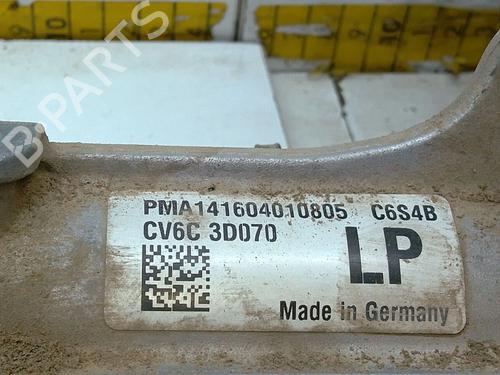 B-PARTS
PMA141604010805 C6S4B
CV6C 3D070
LP
Made in Germany